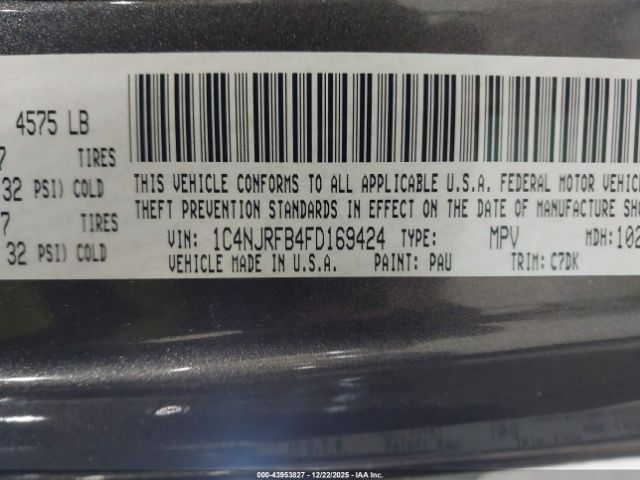 4575 LB
7 TIRES
32 PSI) COLD
7 TIRES
32 PSI) COLD
THIS VEHICLE CONFORMS TO ALL APPLICABLE U.S.A. FEDERAL MOTOR VEHIC
THEFT PREVENTION STANDARDS IN EFFECT ON THE DATE OF MANUFACTURE SHO
VIN: 1C4NJRFB4FD169424 TYPE: MPV MDH: 102
VEHICLE MADE IN U.S.A. PAINT: PAU TRIM: C7DK
00-43953827 - 12/22/2025 - IAA Inc.